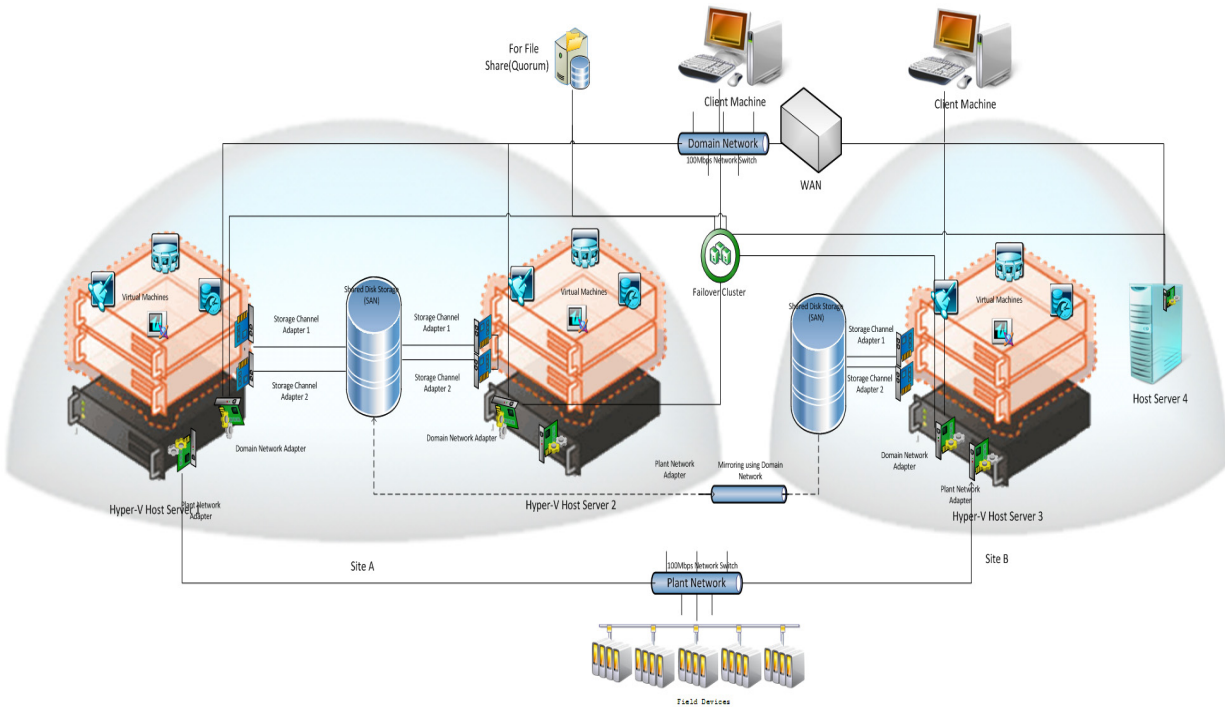 For File
Share(Quorum)
Client Machine
Client Machine
Domain Network
100Mbps Network Switch
WAN
Virtual Machines
Shared Disk Storage
(SAN)
Storage Channel
Adapter 1
Storage Channel
Adapter 2
Storage Channel
Adapter 1
Storage Channel
Adapter 2
Virtual Machines
Failover Cluster
Shared Disk Storage
(SAN)
Storage Channel
Adapter 1
Storage Channel
Adapter 2
Virtual Machines
Host Server 4
Domain Network Adapter
Domain Network Adapter
Plant Network
Adapter
Mirroring using Domain
Network
Domain Network
Adapter
Plant Network
Adapter
Hyper-V Host Server 1
Plant Network
Adapter
Hyper-V Host Server 2
Hyper-V Host Server 3
Site A
Site B
100Mbps Network Switch
Plant Network
Field Devices